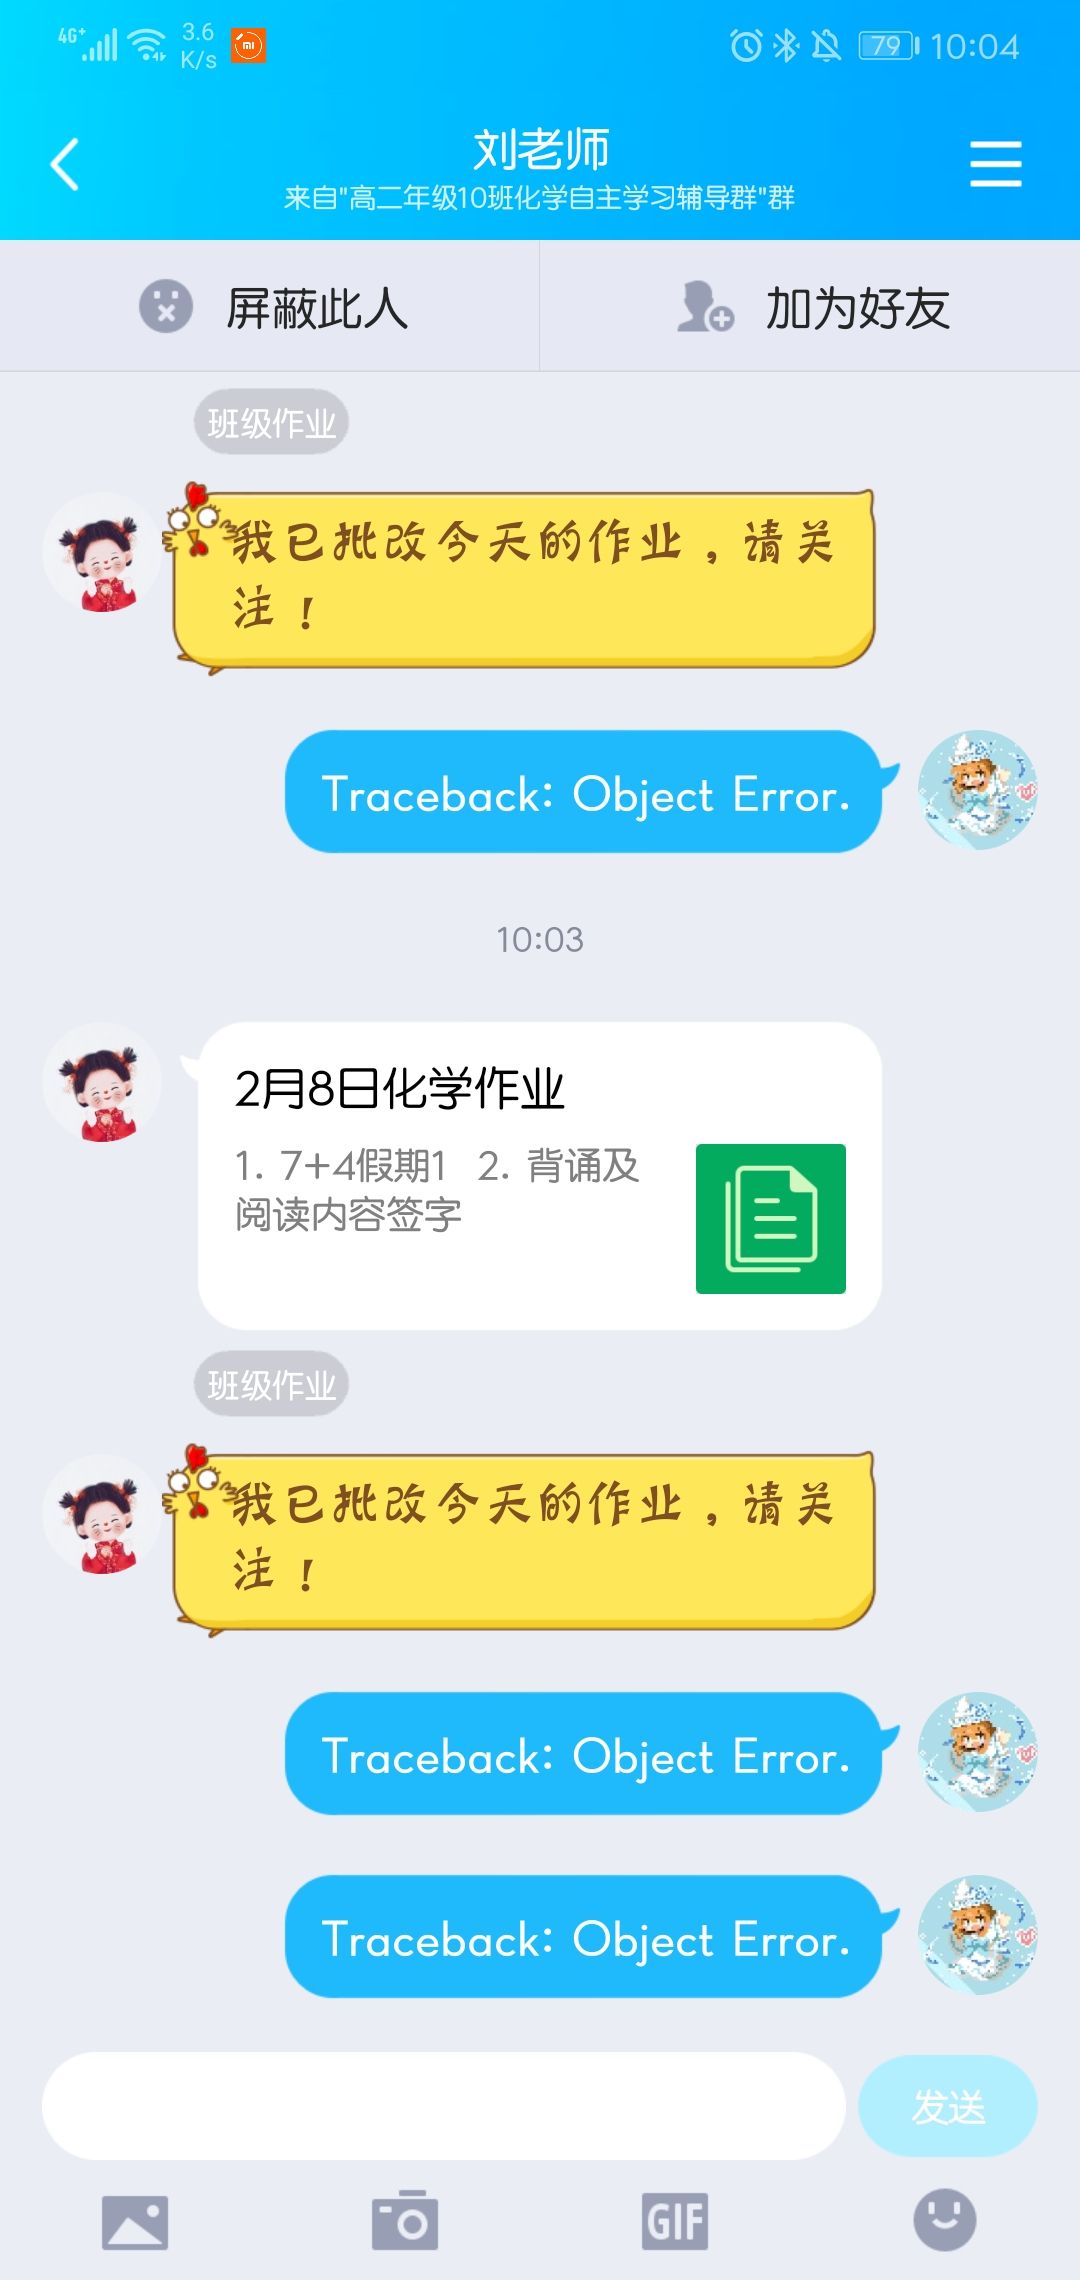 4G+ 3.6 K/s 79 10:04
刘老师
来自"高二年级10班化学自主学习辅导群"群
屏蔽此人 加为好友
班级作业
我已批改今天的作业，请关
注！
Traceback: Object Error.
10:03
2月8日化学作业
1. 7+4假期1 2. 背诵及
阅读内容签字
班级作业
我已批改今天的作业，请关
注！
Traceback: Object Error.
Traceback: Object Error.
发送
GIF